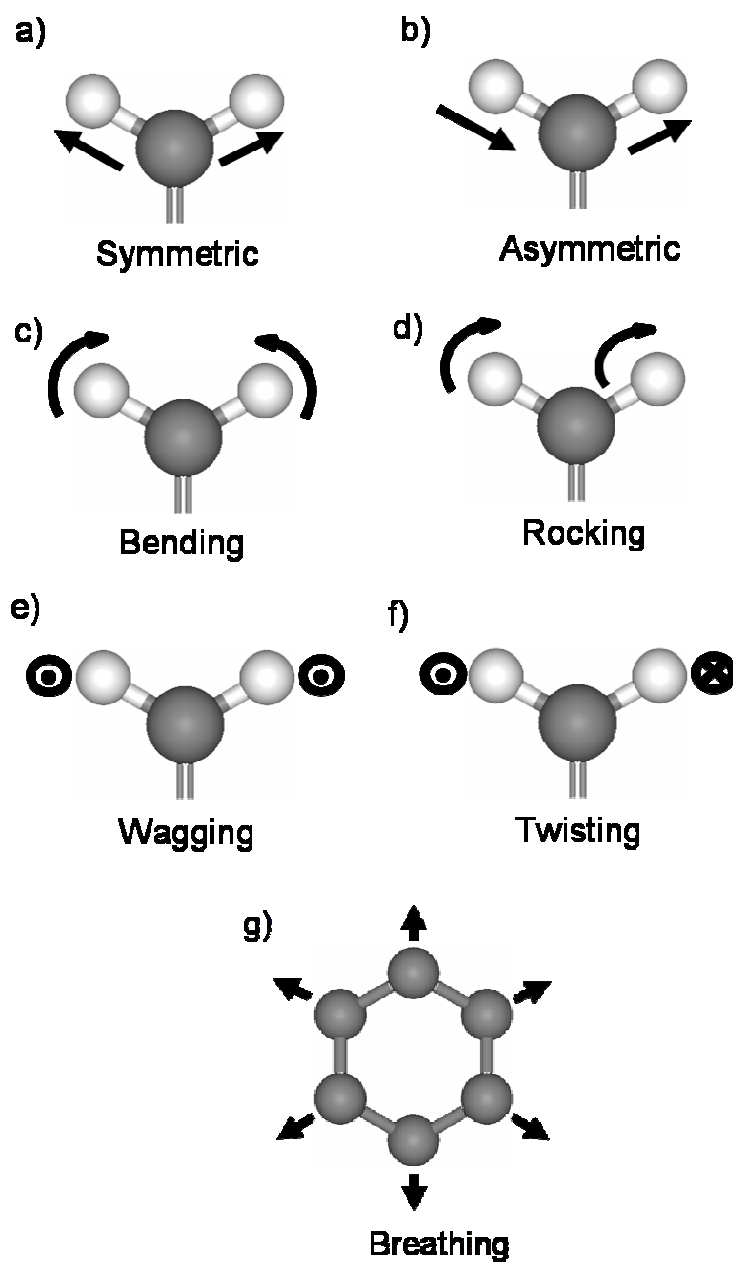 a)
b)
Symmetric
Asymmetric
c)
d)
Bending
Rocking
e)
f)
Wagging
Twisting
g)
Breathing